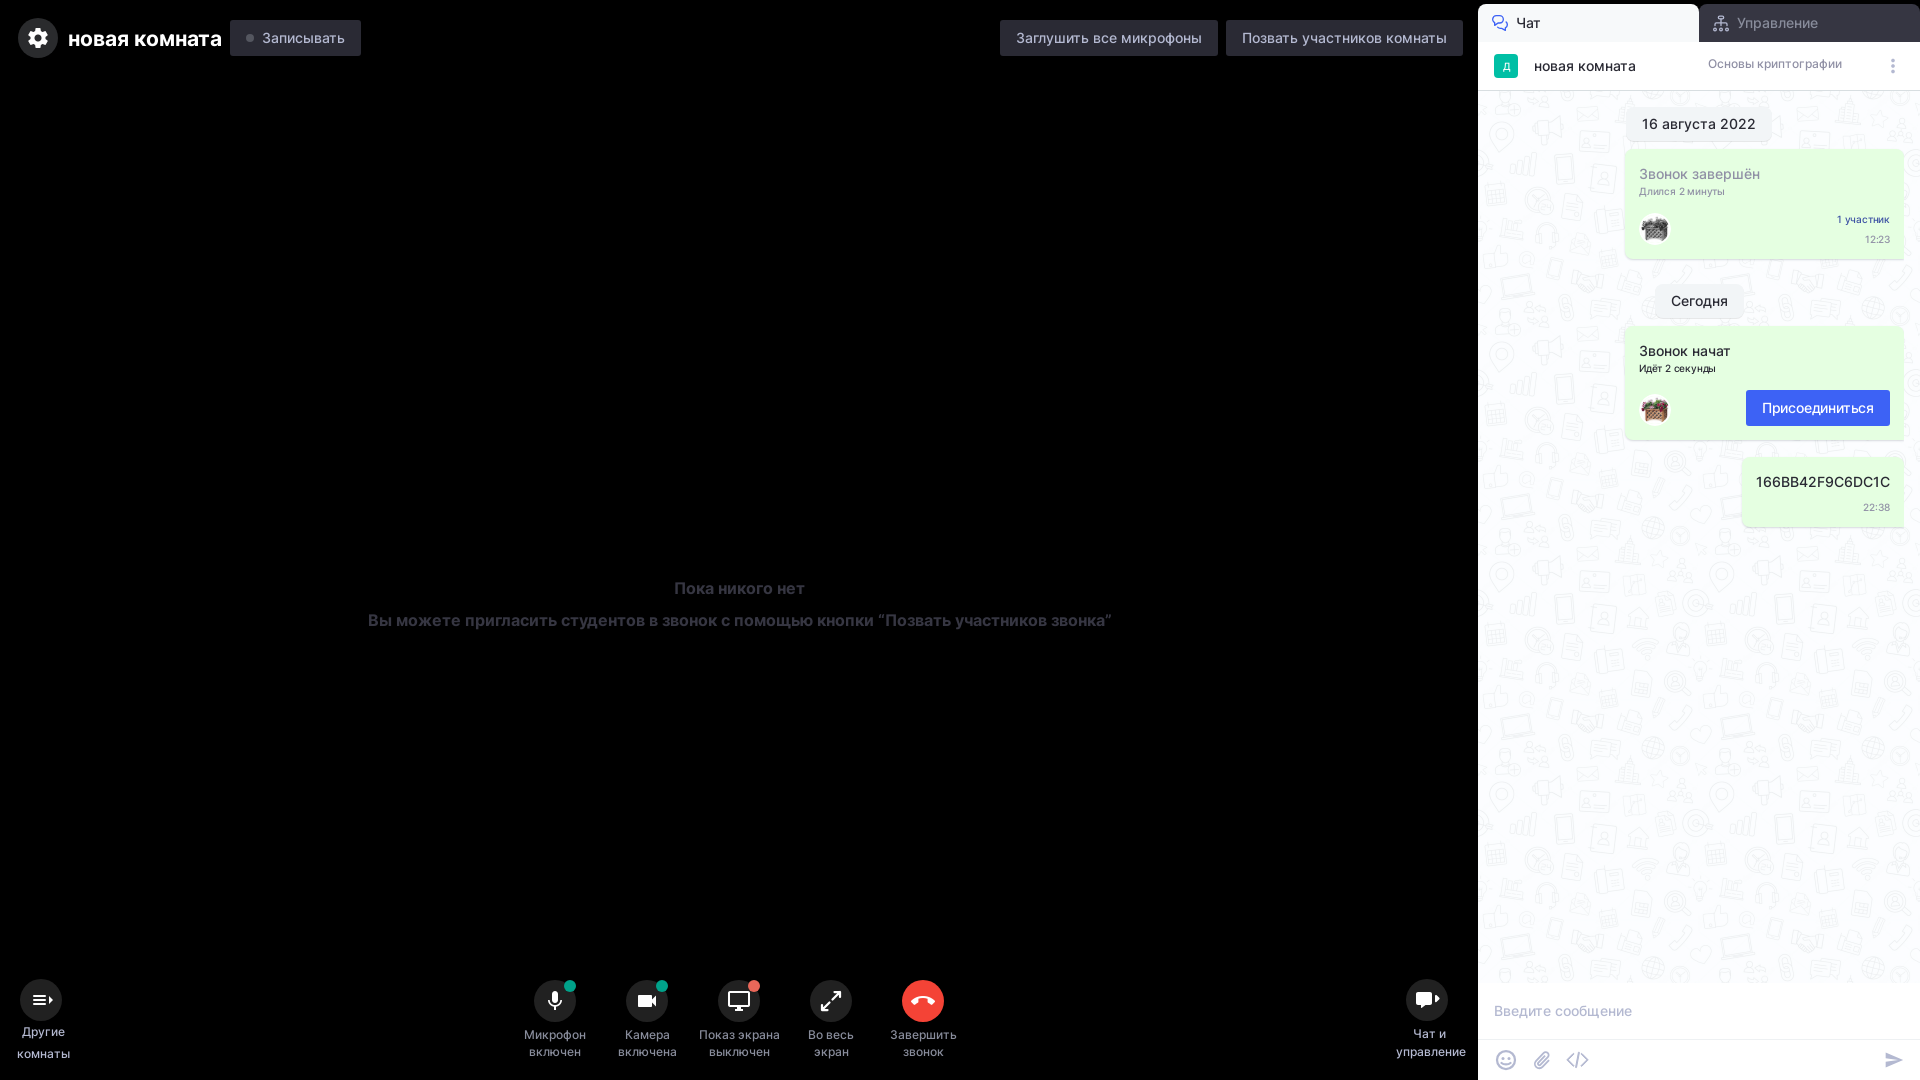 новая комната
Записывать
Заглушить все микрофоны
Позвать участников комнаты
Пока никого нет
Вы можете пригласить студентов в звонок с помощью кнопки “Позвать участников звонка”
Другие
комнаты
Микрофон
включен
Камера
включена
Показ экрана
выключен
Во весь
экран
Завершить
звонок
Чат и
управление
Чат
Управление
д
новая комната
Основы криптографии
16 августа 2022
Звонок завершён
Длился 2 минуты
1 участник
12:23
Сегодня
Звонок начат
Идёт 2 секунды
Присоединиться
166BB42F9C6DC1C
22:38
Введите сообщение